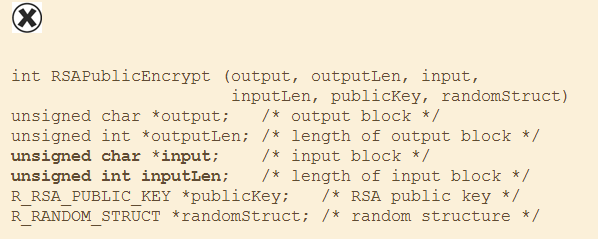 int RSAPublicEncrypt (output, outputLen, input,
inputLen, publicKey, randomStruct)
unsigned char *output; /* output block */
unsigned int *outputLen; /* length of output block */
unsigned char *input; /* input block */
unsigned int inputLen; /* length of input block */
R_RSA_PUBLIC_KEY *publicKey; /* RSA public key */
R_RANDOM_STRUCT *randomStruct; /* random structure */